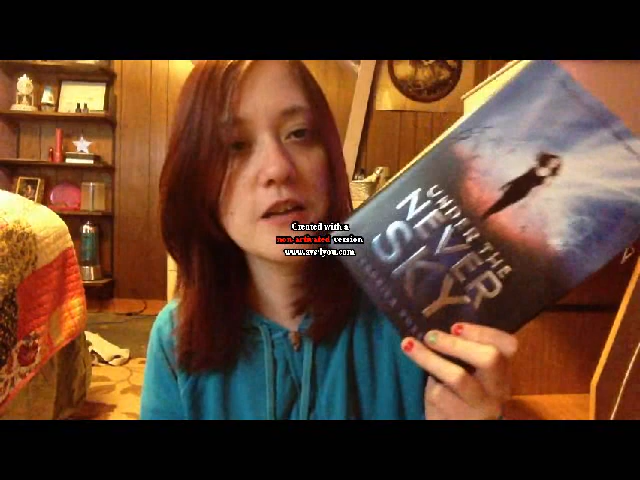 UNDER THE
NEVER
SKY
Created with a
non-activated version
www.avs4you.com